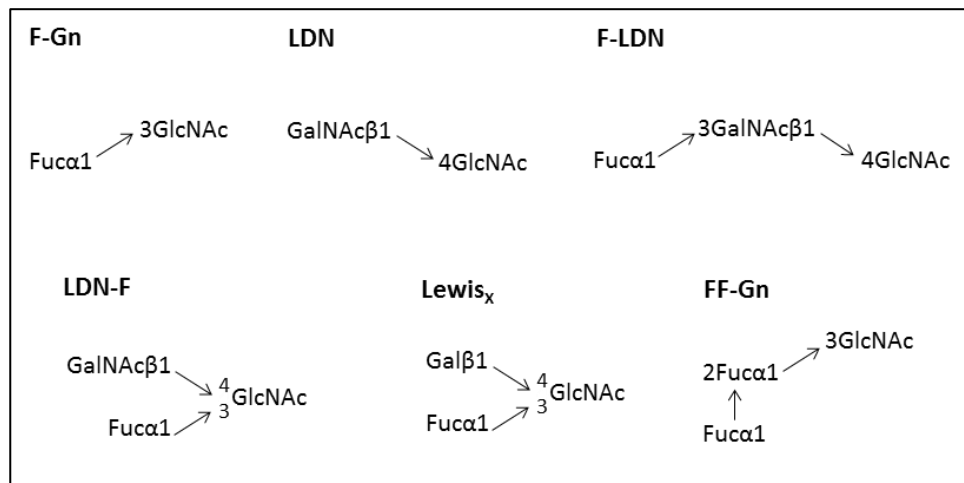 F-Gn LDN F-LDN
3GlcNAc GalNAcβ1 3GalNAcβ1
Fucα1 4GlcNAc Fucα1 4GlcNAc
LDN-F Lewisx FF-Gn
GalNAcβ1 Galβ1 3GlcNAc
4 GlcNAc 4 GlcNAc 2Fucα1
3 3
Fucα1 Fucα1 Fucα1